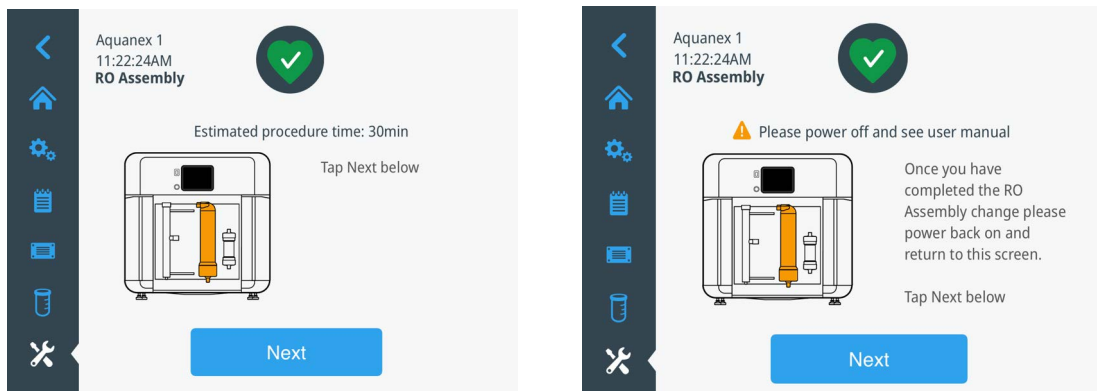 Aquanex 1
11:22:24AM
RO Assembly
Estimated procedure time: 30min
Tap Next below
Next
Aquanex 1
11:22:24AM
RO Assembly
Please power off and see user manual
Once you have
completed the RO
Assembly change please
power back on and
return to this screen.
Tap Next below
Next